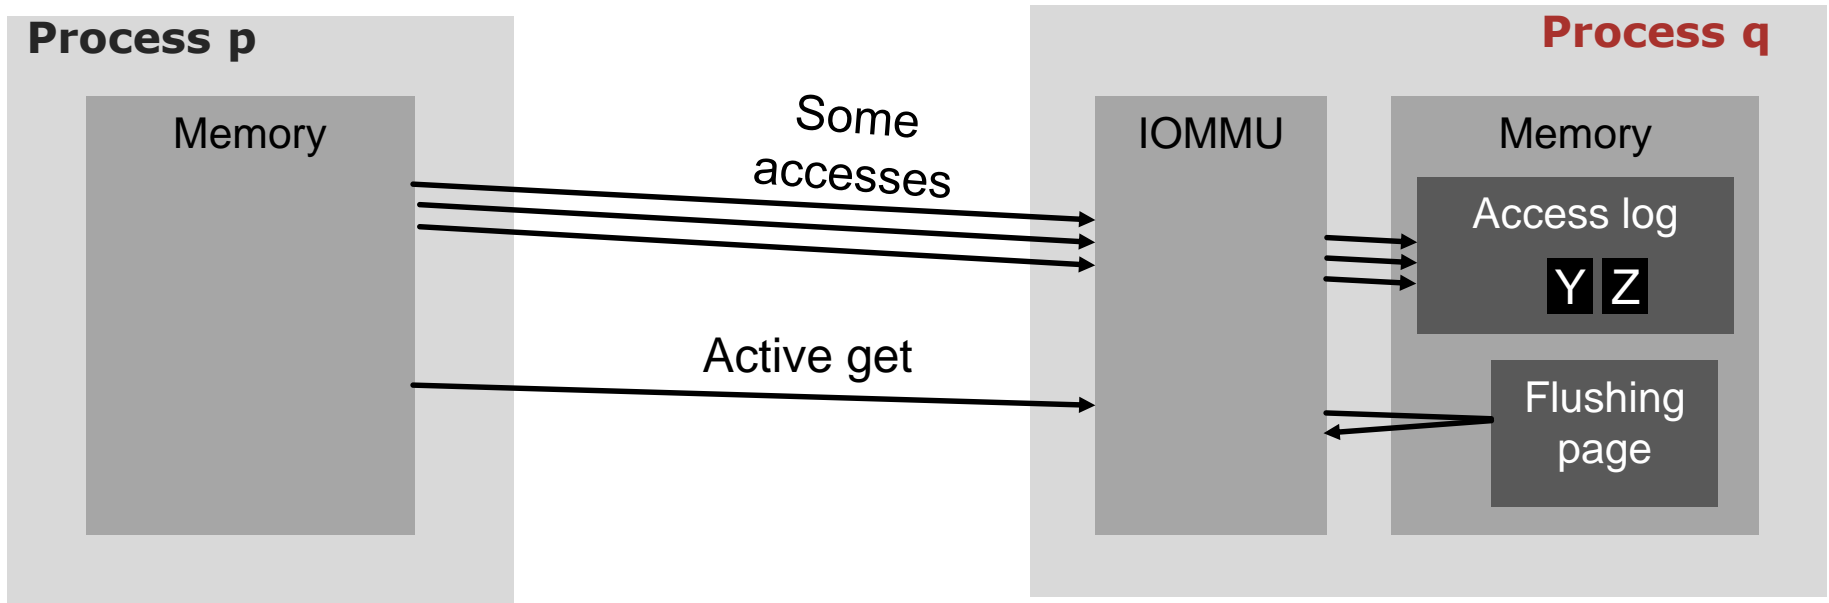 Process p
Process q
Memory
Some
accesses
IOMMU
Memory
Access log
Y Z
Active get
Flushing
page